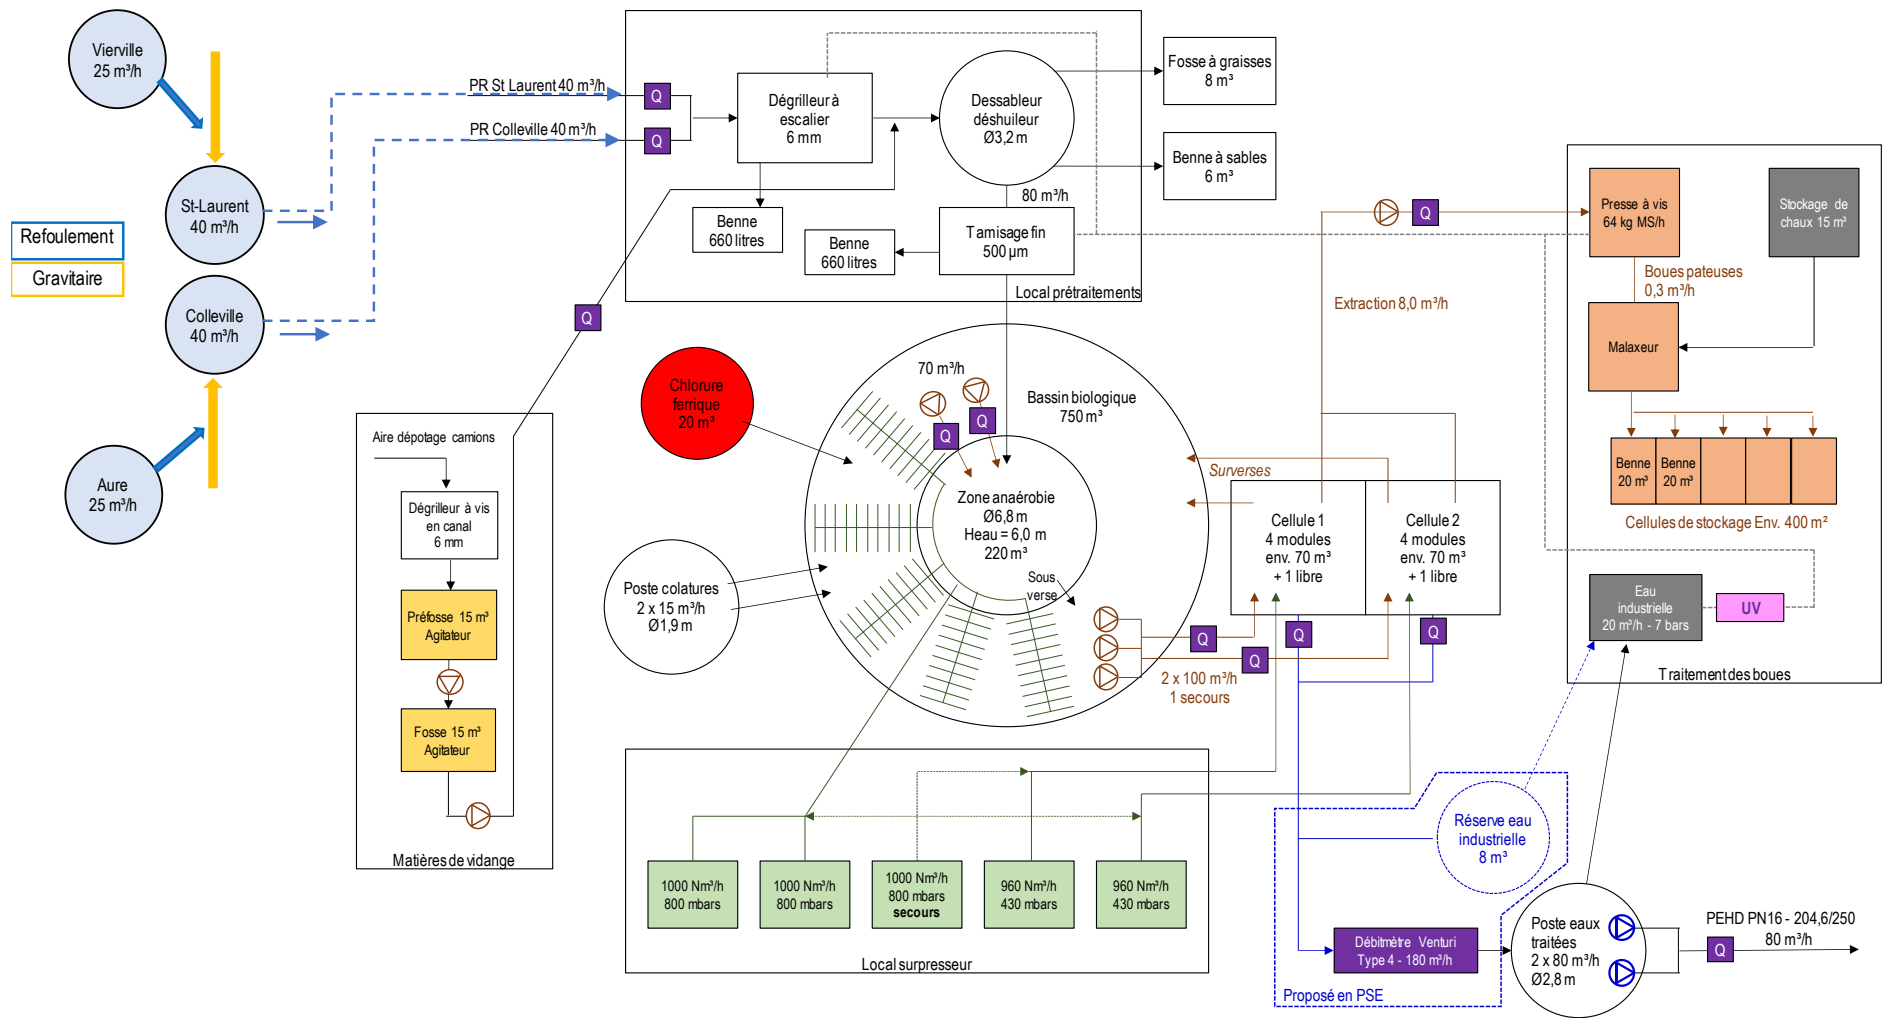 Vierville
25 m³/h
St-Laurent
40 m³/h
Refoulement
Gravitaire
Colleville
40 m³/h
Aure
25 m³/h
PR St Laurent 40 m³/h
Q
PR Colleville 40 m³/h
Q
Dégrilleur à
escalier
6 mm
Dessableur
déshuileur
Ø3,2 m
Fosse à graisses
8 m³
Benne à sables
6 m³
80 m³/h
Benne
660 litres
Benne
660 litres
Tamisage fin
500 µm
Local prétraitements
Q
Aire dépotage camions
Dégrilleur à vis
en canal
6 mm
Préfosse 15 m³
Agitateur
Fosse 15 m³
Agitateur
Matières de vidange
Chlorure
ferrique
20 m³
Poste colatures
2 x 15 m³/h
Ø1,9 m
70 m³/h
Q
Q
Bassin biologique
750 m³
Zone anaérobie
Ø6,8 m
Heau = 6,0 m
220 m³
Sous
verse
Surverses
Q
Q
2 x 100 m³/h
1 secours
Cellule 1
4 modules
env. 70 m³
+ 1 libre
Cellule 2
4 modules
env. 70 m³
+ 1 libre
Q
Q
Extraction 8,0 m³/h
Q
Presse à vis
64 kg MS/h
Stockage de
chaux 15 m³
Boues pateuses
0,3 m³/h
Malaxeur
Benne
20 m³
Benne
20 m³
Cellules de stockage Env. 400 m²
Eau
industrielle
20 m³/h - 7 bars
UV
Traitement des boues
1000 Nm³/h
800 mbars
1000 Nm³/h
800 mbars
1000 Nm³/h
800 mbars
secours
960 Nm³/h
430 mbars
960 Nm³/h
430 mbars
Local surpresseur
Réserve eau
industrielle
8 m³
Débitmètre Venturi
Type 4 - 180 m³/h
Proposé en PSE
Poste eaux
traitées
2 x 80 m³/h
Ø2,8 m
PEHD PN16 - 204,6/250
80 m³/h
Q